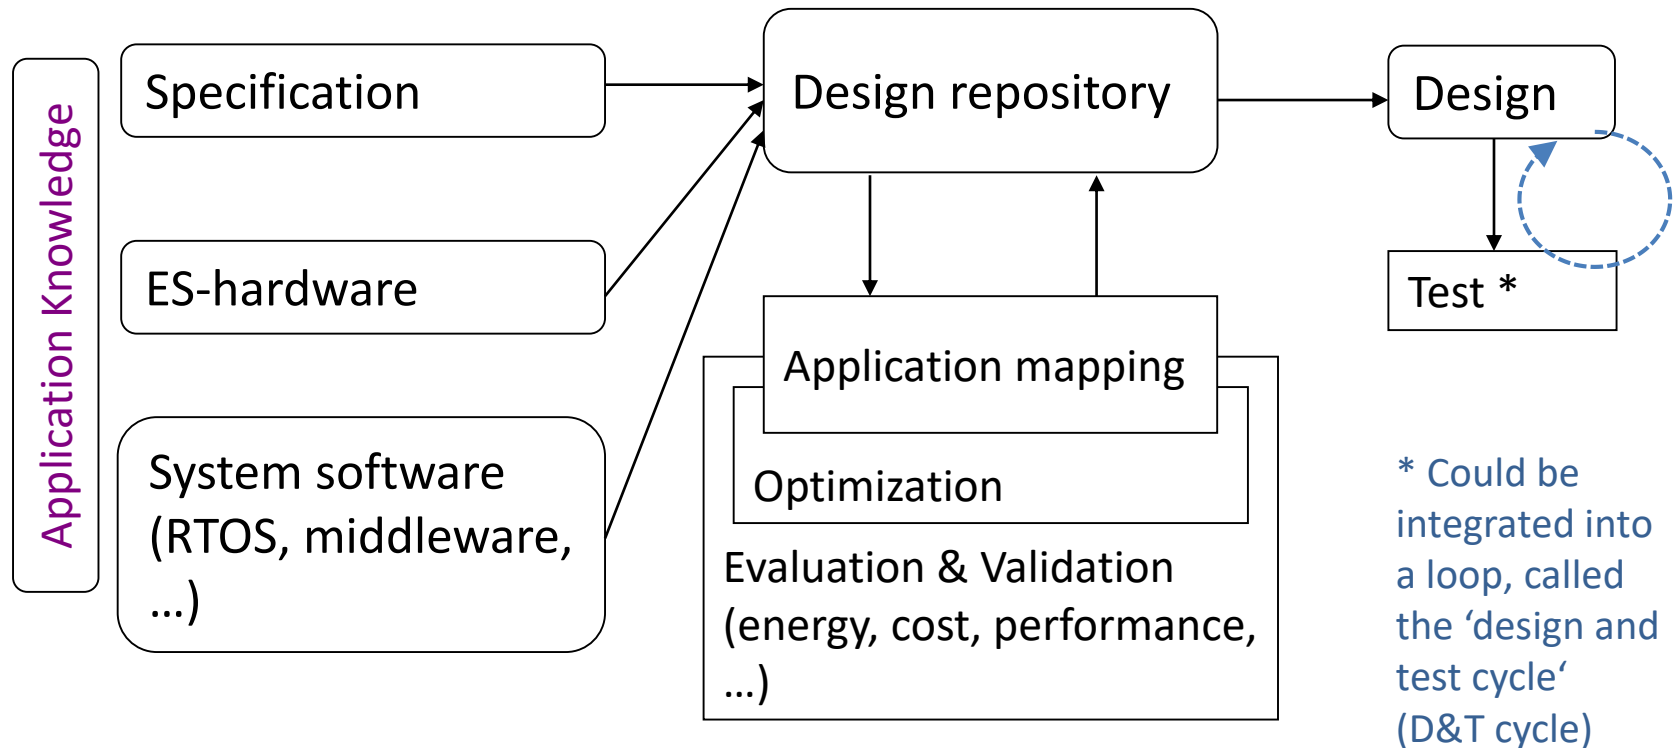 Application Knowledge
Specification
ES-hardware
System software
(RTOS, middleware,
…)
Design repository
Application mapping
Optimization
Evaluation & Validation
(energy, cost, performance,
…)
Design
Test *
* Could be
integrated into
a loop, called
the ‘design and
test cycle‘
(D&T cycle)